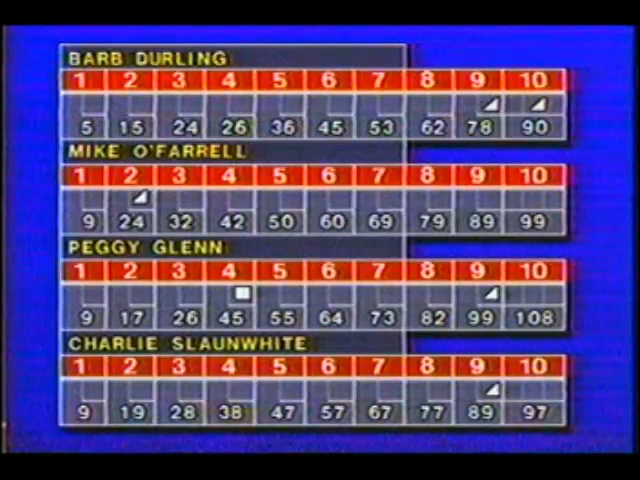 BARB DURLING
1 2 3 4 5 6 7 8 9 10
5 15 24 26 36 45 53 62 78 90
MIKE O'FARRELL
1 2 3 4 5 6 7 8 9 10
9 24 32 42 50 60 69 79 89 99
PEGGY GLENN
1 2 3 4 5 6 7 8 9 10
9 17 26 45 55 64 73 82 99 108
CHARLIE SLAUNWHITE
1 2 3 4 5 6 7 8 9 10
9 19 28 38 47 57 67 77 89 97